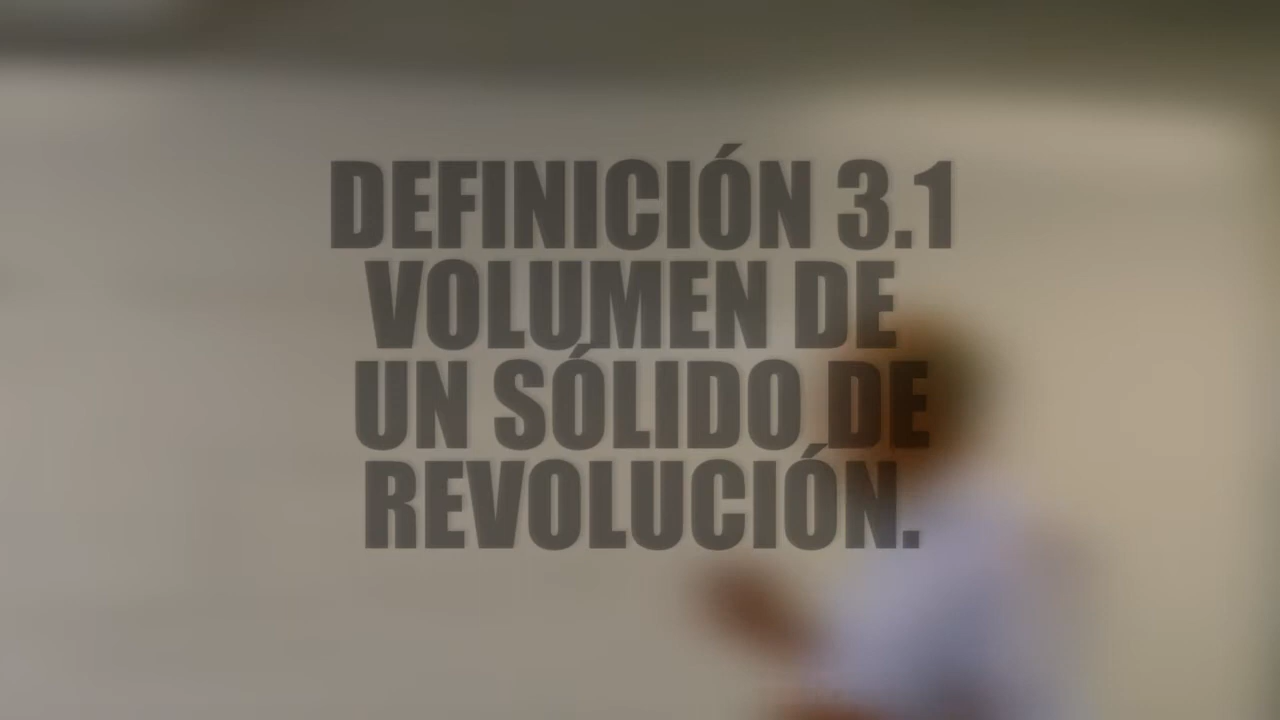 DEFINICIÓN 3.1
VOLUMEN DE
UN SÓLIDO DE
REVOLUCIÓN.